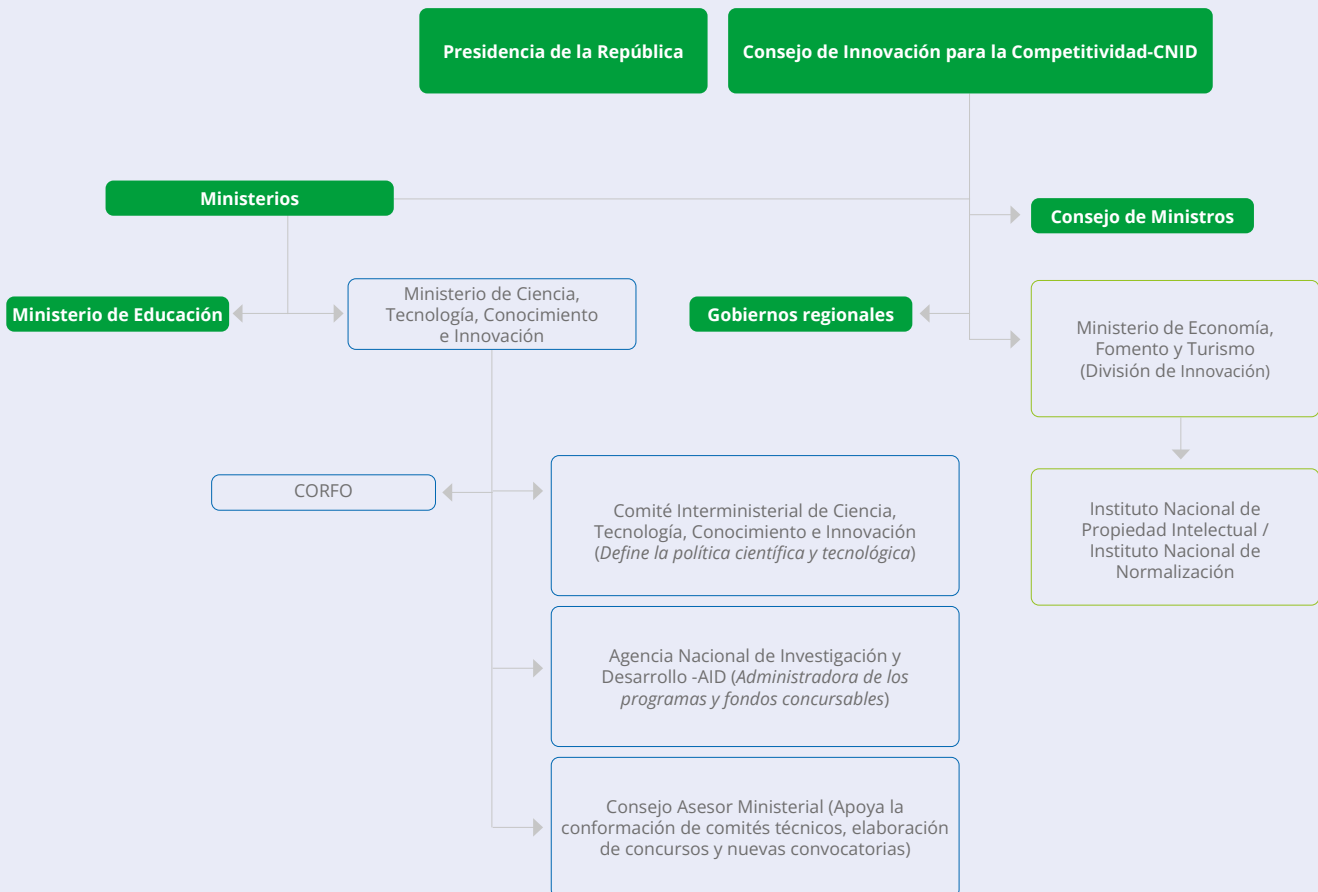 Presidencia de la República
Consejo de Innovación para la Competitividad-CNID
Ministerios
Consejo de Ministros
Ministerio de Educación
Ministerio de Ciencia,
Tecnología, Conocimiento
e Innovación
Gobiernos regionales
Ministerio de Economía,
Fomento y Turismo
(División de Innovación)
CORFO
Comité Interministerial de Ciencia,
Tecnología, Conocimiento e Innovación
(Define la política científica y tecnológica)
Instituto Nacional de
Propiedad Intelectual /
Instituto Nacional de
Normalización
Agencia Nacional de Investigación y
Desarrollo -AID (Administradora de los
programas y fondos concursables)
Consejo Asesor Ministerial (Apoya la
conformación de comités técnicos, elaboración
de concursos y nuevas convocatorias)